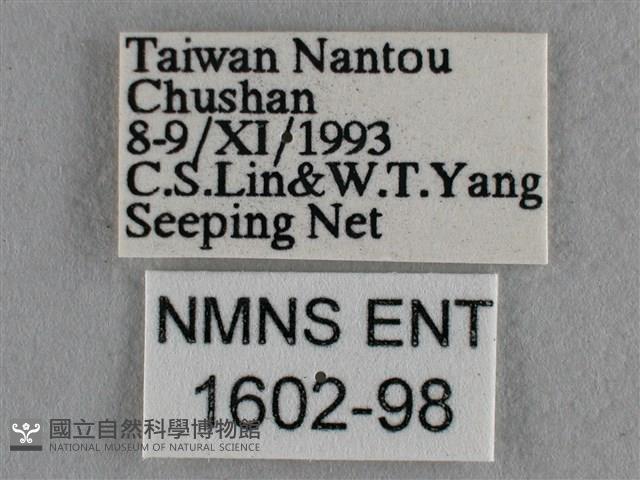 Taiwan Nantou
Chushan
8-9/XI/1993
C.S.Lin&W.T.Yang
Seeping Net
NMNS ENT
1602-98
國立自然科學博物館
NATIONAL MUSEUM OF NATURAL SCIENCE